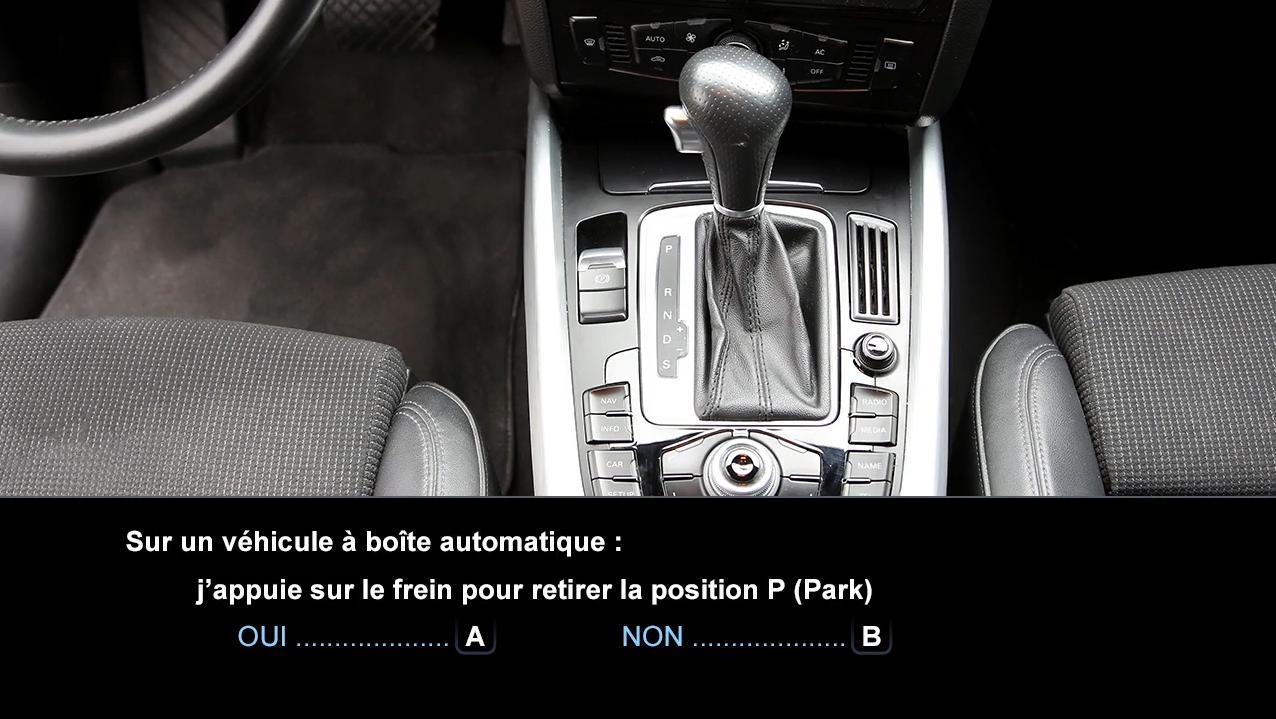 AUTO
AC
OFF
P
R
N
D
S
+
-
NAV
RADIO
INFO
MEDIA
CAR
NAME
SETUP
Sur un véhicule à boîte automatique :
j’appuie sur le frein pour retirer la position P (Park)
OUI .................... A
NON .................... B